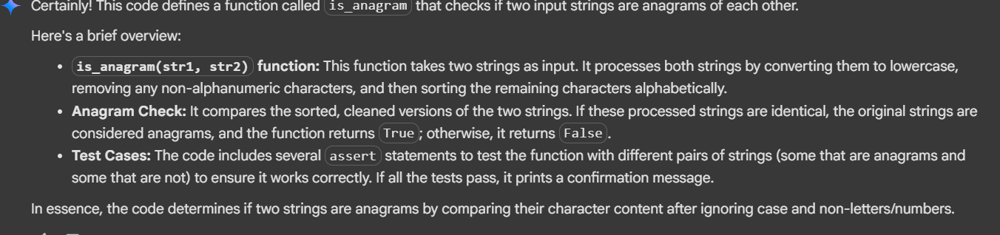 Certainly! This code defines a function called is_anagram that checks if two input strings are anagrams of each other.
Here's a brief overview:
• is_anagram(str1, str2) function: This function takes two strings as input. It processes both strings by converting them to lowercase,
removing any non-alphanumeric characters, and then sorting the remaining characters alphabetically.
• Anagram Check: It compares the sorted, cleaned versions of the two strings. If these processed strings are identical, the original strings are
considered anagrams, and the function returns True; otherwise, it returns False.
• Test Cases: The code includes several assert statements to test the function with different pairs of strings (some that are anagrams and
some that are not) to ensure it works correctly. If all the tests pass, it prints a confirmation message.
In essence, the code determines if two strings are anagrams by comparing their character content after ignoring case and non-letters/numbers.